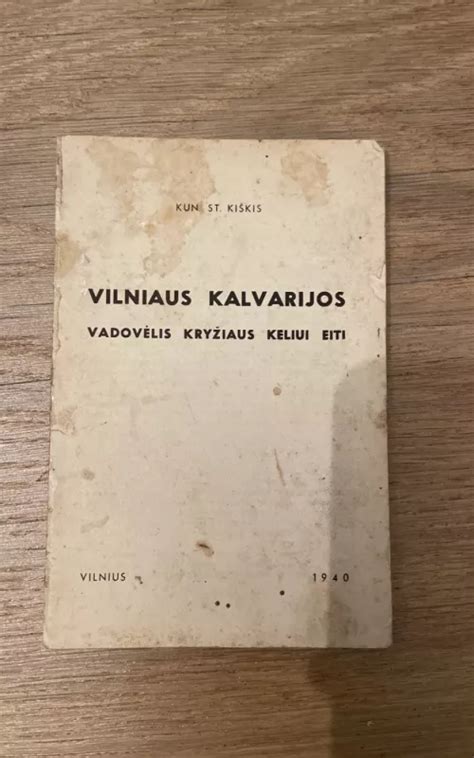 KUN. ST. KIŠKIS
VILNIAUS KALVARIJOS
VADOVĖLIS KRYŽIAUS KELIUI EITI
VILNIUS
1940